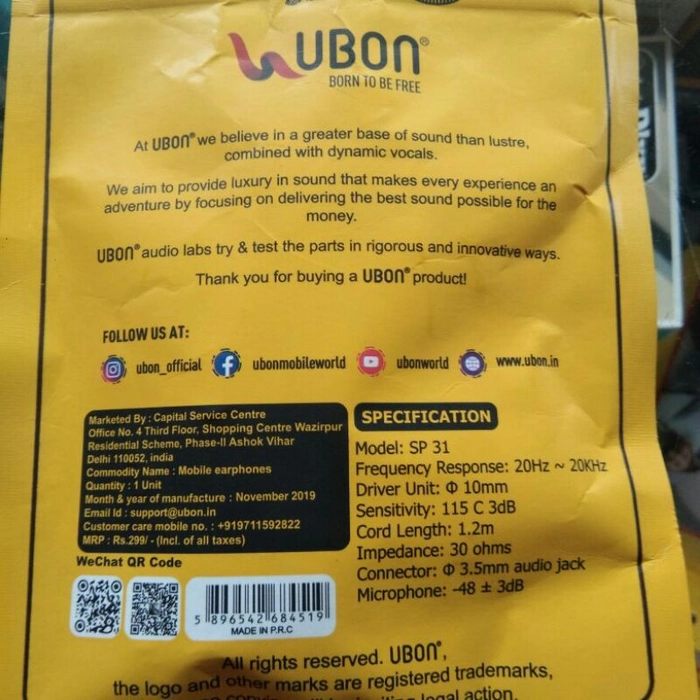 UBON®
BORN TO BE FREE
At UBON® we believe in a greater base of sound than lustre,
combined with dynamic vocals.
We aim to provide luxury in sound that makes every experience an
adventure by focusing on delivering the best sound possible for the
money.
UBON® audio labs try & test the parts in rigorous and innovative ways.
Thank you for buying a UBON® product!
FOLLOW US AT:
ubon_official ubonmobileworld ubonworld www.ubon.in
Marketed By : Capital Service Centre
Office No. 4 Third Floor, Shopping Centre Wazirpur
Residential Scheme, Phase-II Ashok Vihar
Delhi 110052, india
Commodity Name : Mobile earphones
Quantity : 1 Unit
Month & year of manufacture : November 2019
Email Id : support@ubon.in
Customer care mobile no. : +919711592822
MRP : Rs.299/- (Incl. of all taxes)
WeChat QR Code
5 896542 684519
MADE IN P.R.C
SPECIFICATION
Model: SP 31
Frequency Response: 20Hz ~ 20KHz
Driver Unit: Φ 10mm
Sensitivity: 115 C 3dB
Cord Length: 1.2m
Impedance: 30 ohms
Connector: Φ 3.5mm audio jack
Microphone: -48 ± 3dB
All rights reserved. UBON®,
the logo and other marks are registered trademarks,
legal action.